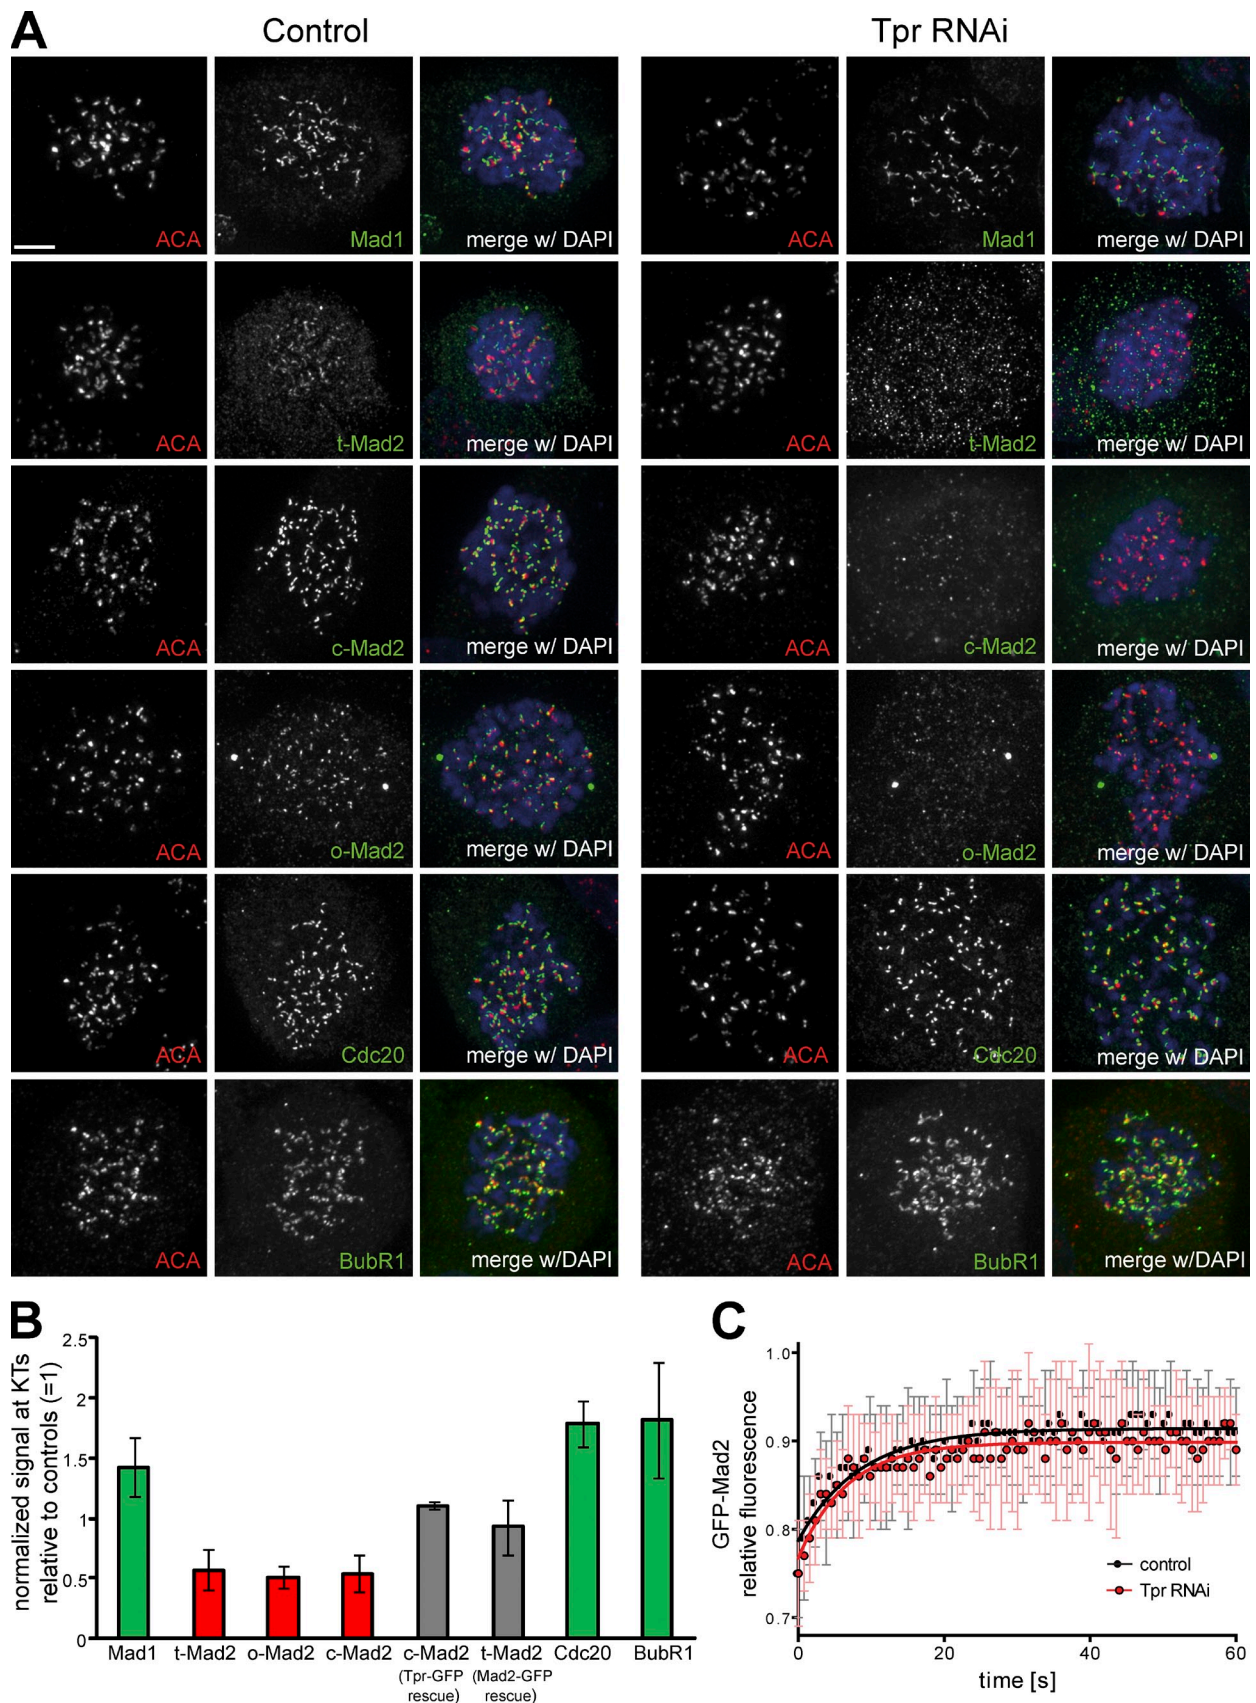 A
Control
Tpr RNAi
ACA
Mad1
merge w/ DAPI
ACA
Mad1
merge w/ DAPI
ACA
t-Mad2
merge w/ DAPI
ACA
t-Mad2
merge w/ DAPI
ACA
c-Mad2
merge w/ DAPI
ACA
c-Mad2
merge w/ DAPI
ACA
o-Mad2
merge w/ DAPI
ACA
o-Mad2
merge w/ DAPI
ACA
Cdc20
merge w/ DAPI
ACA
Cdc20
merge w/ DAPI
ACA
BubR1
merge w/DAPI
ACA
BubR1
merge w/DAPI
B
normalized signal at KTs
relative to controls (=1)
2.5
2
1.5
1
0.5
0
Mad1
t-Mad2
o-Mad2
c-Mad2
c-Mad2
(Tpr-GFP
rescue)
t-Mad2
(Mad2-GFP
rescue)
Cdc20
BubR1
C
GFP-Mad2
relative fluorescence
1.0
0.9
0.8
0.7
control
Tpr RNAi
0
20
40
60
time [s]